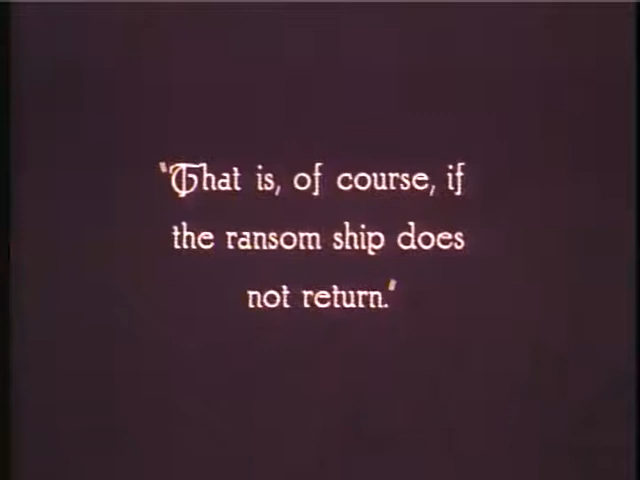 "That is, of course, if
the ransom ship does
not return."